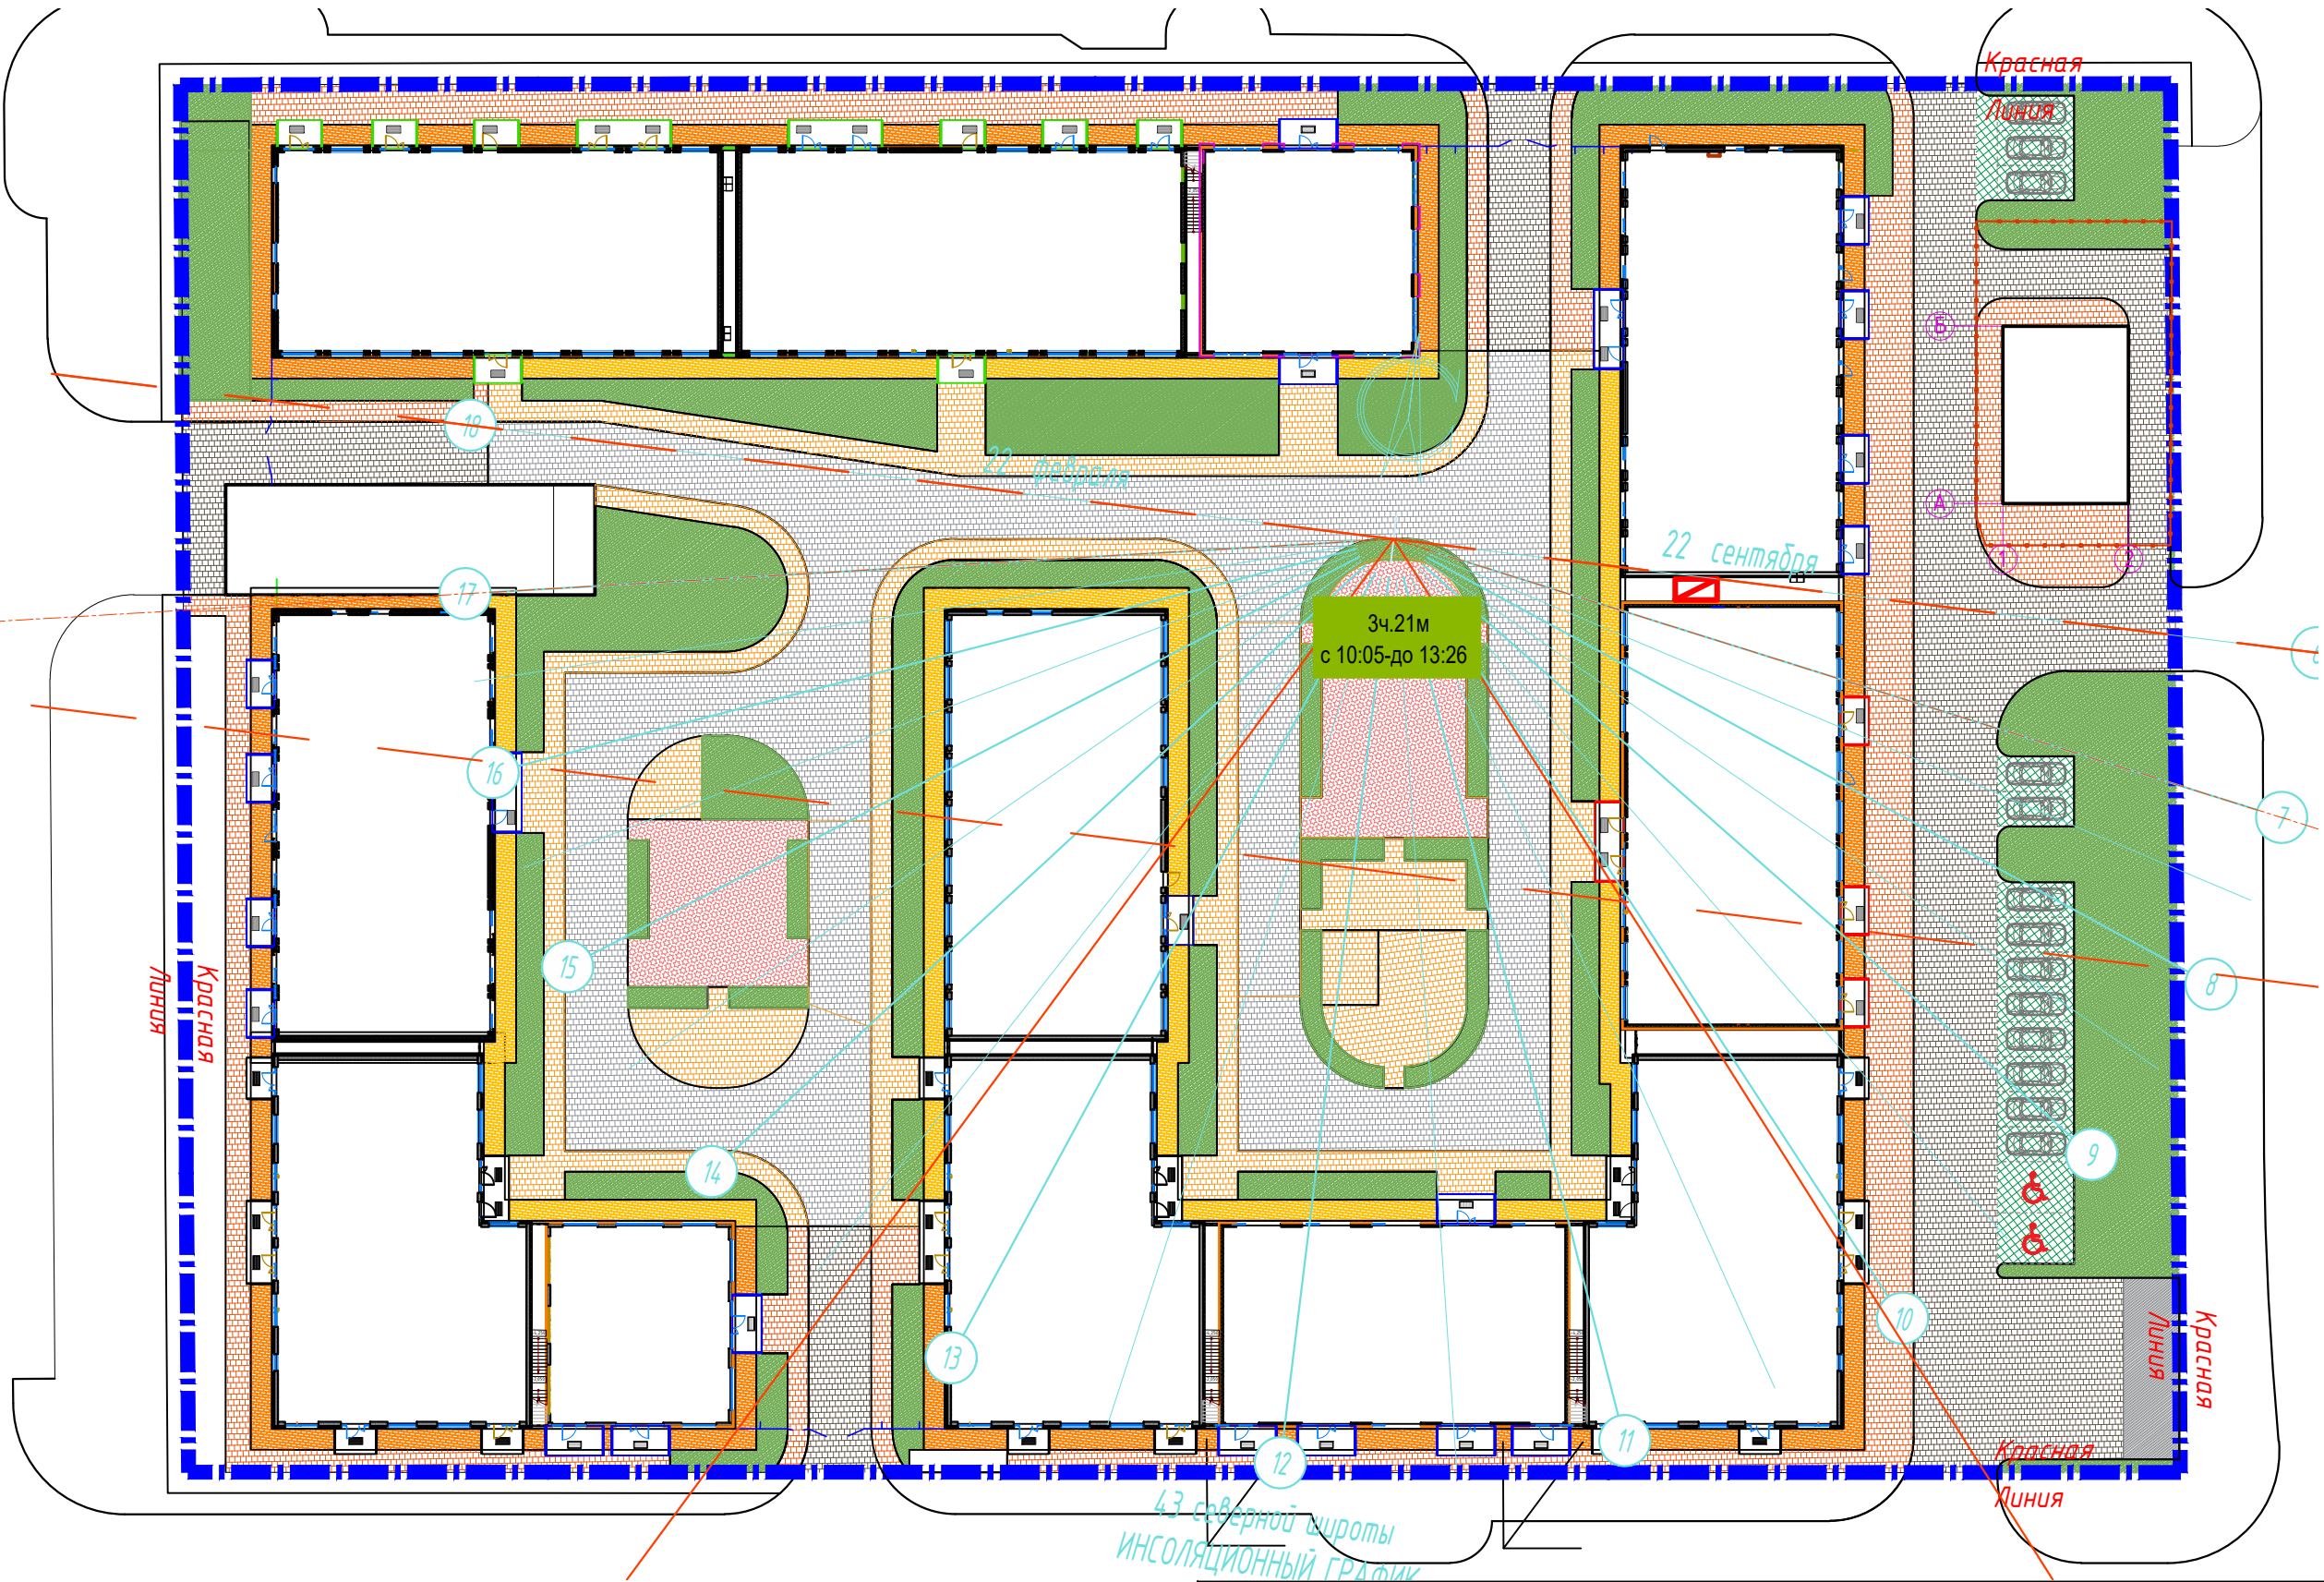 Красная
Линия
Б
А
1
2
18
22 февраля
22 сентября
17
3ч.21м
с 10:05-до 13:26
16
7
15
8
Красная
Линия
14
9
13
10
12
11
Красная
Линия
Красная
Линия
43 северной широты
ИНСОЛЯЦИОННЫЙ ГРАФИК